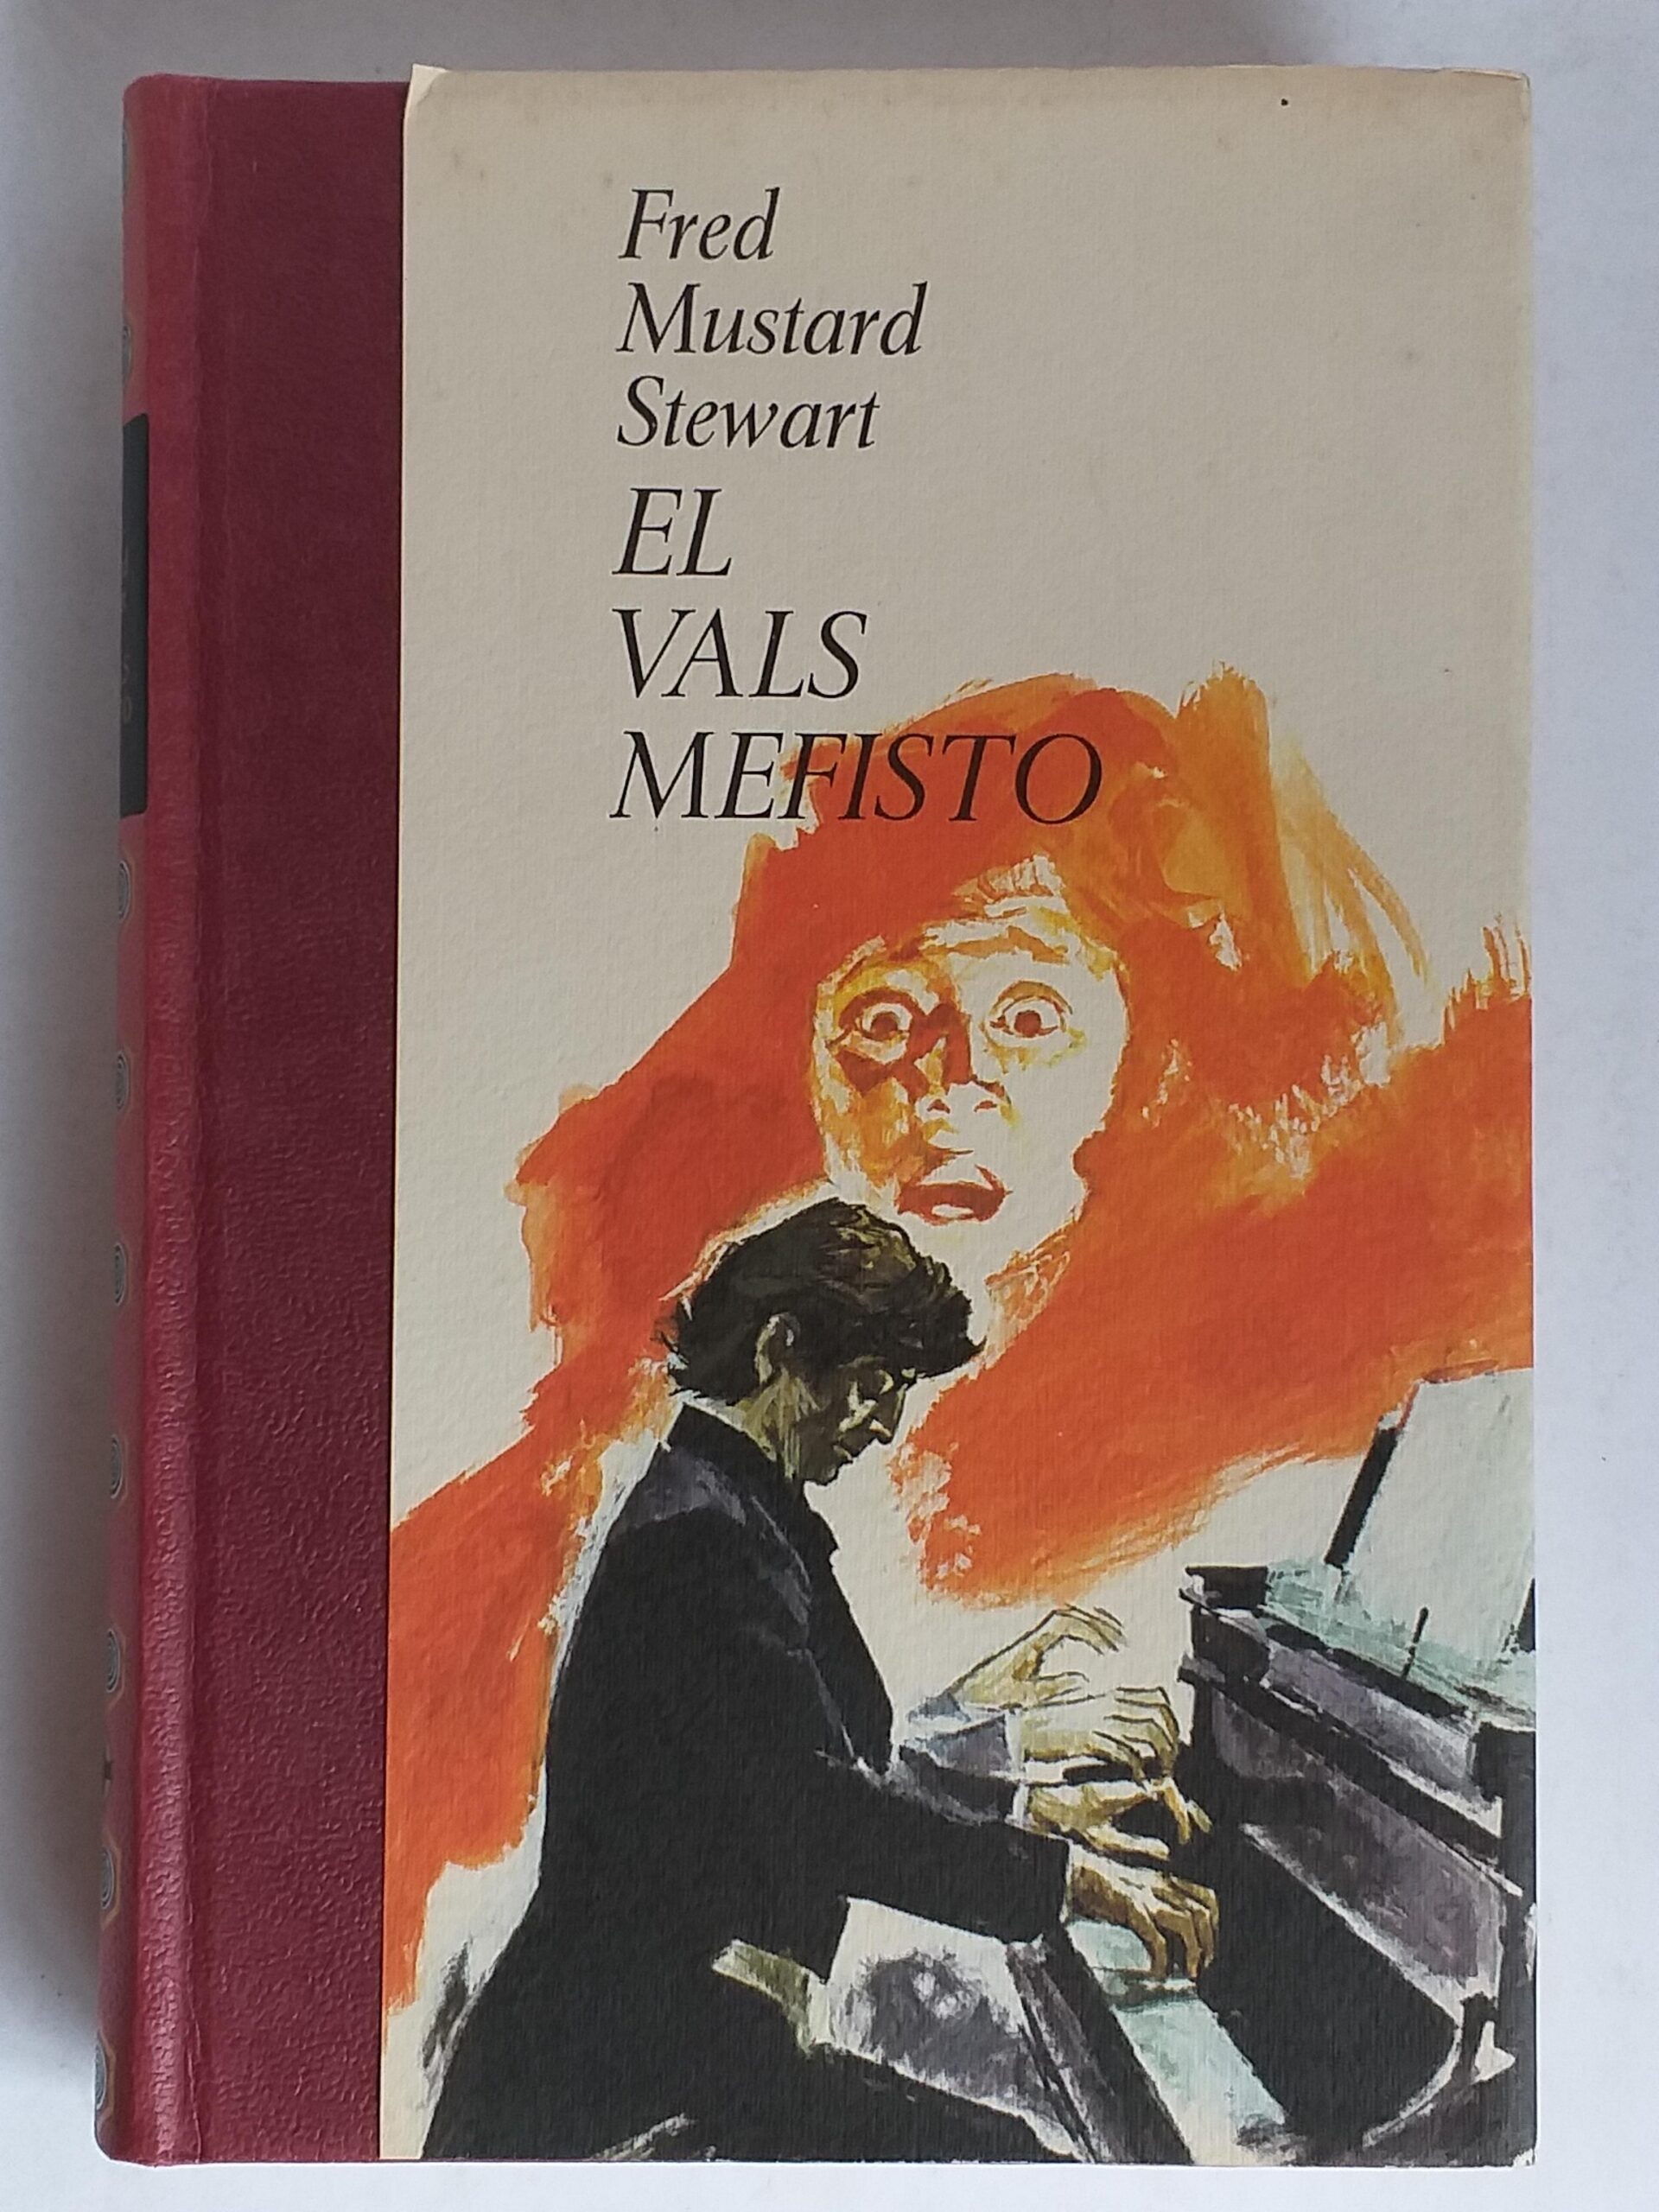 Fred
Mustard
Stewart
EL
VALS
MEFISTO